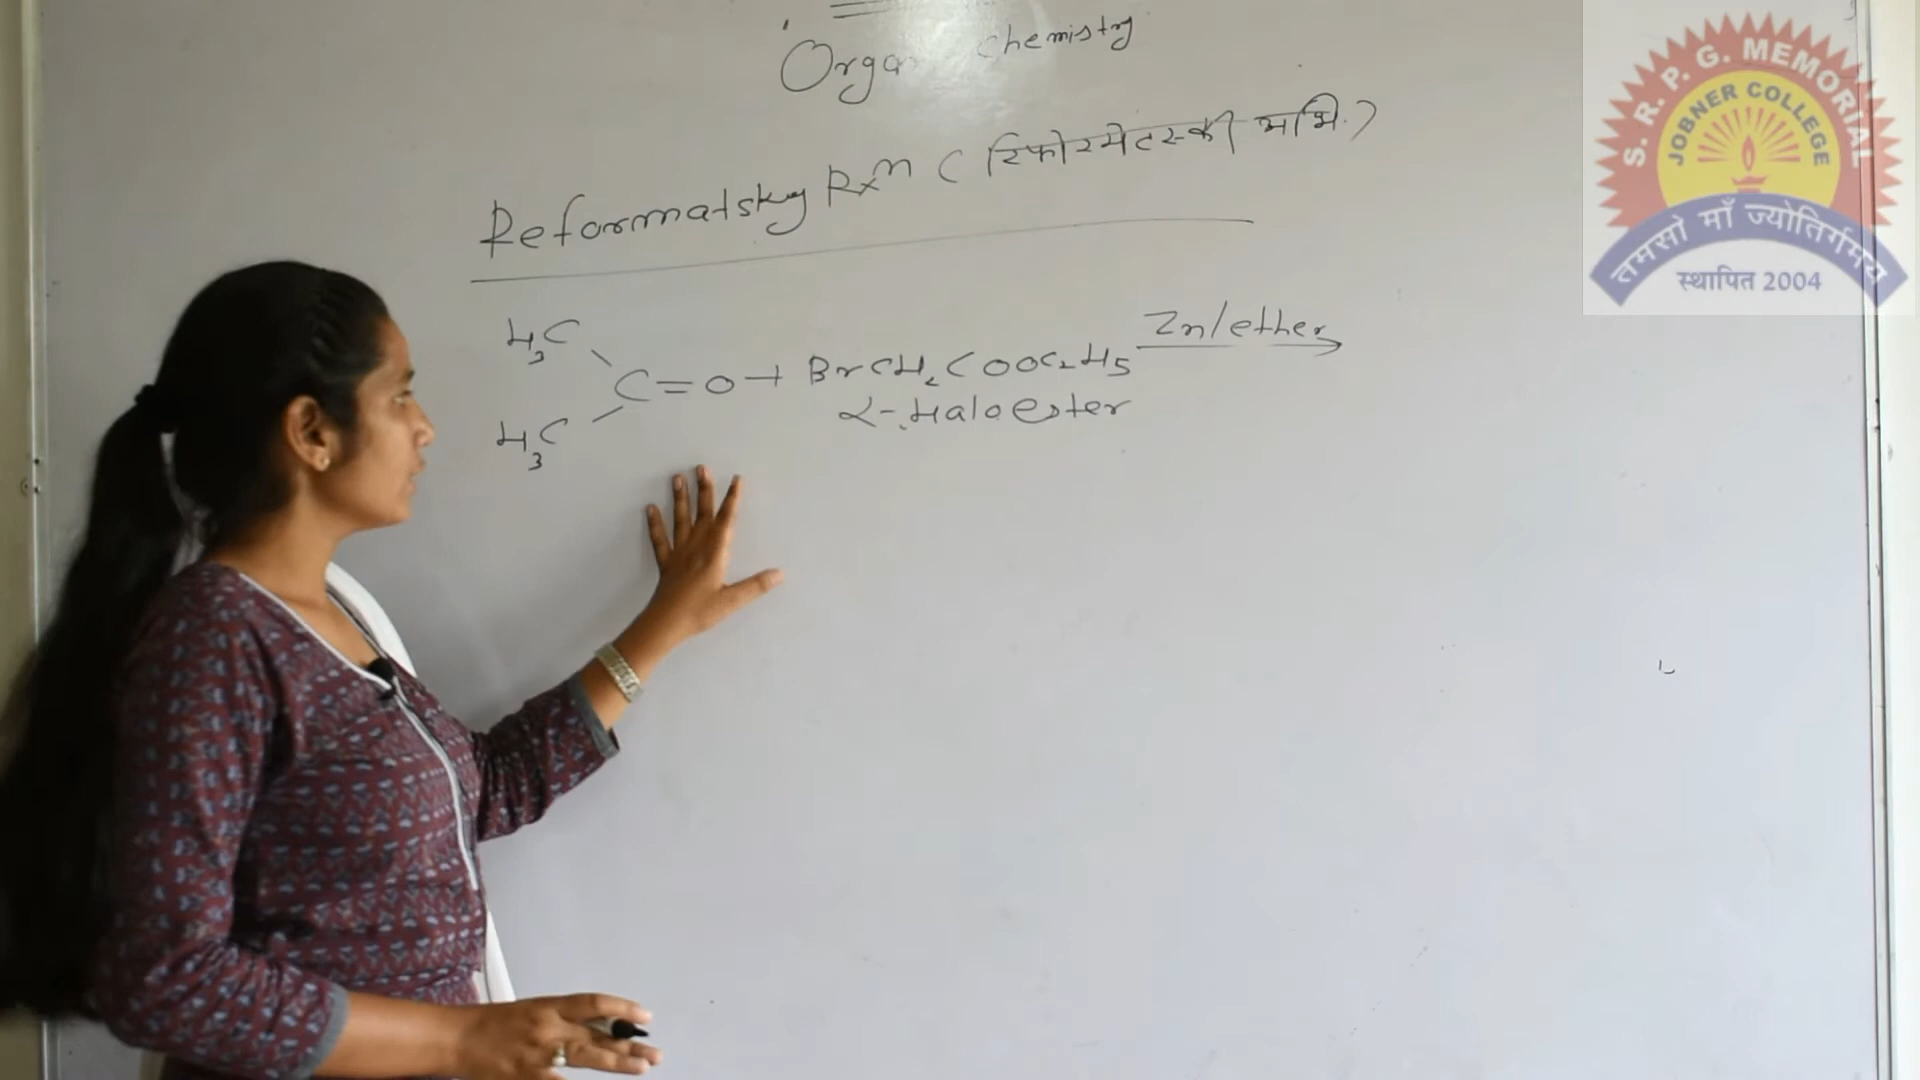 Organ Chemistry
Reformatsky Rxn (रिफोरमेटस्की अभि.)
H3C
C=O + BrCH2COOC2H5 Zn/ether
H3C
α-Haloester
S. R. P. G. MEMORIAL
JOBNER COLLEGE
तमसो माँ ज्योतिर्गमय
स्थापित 2004